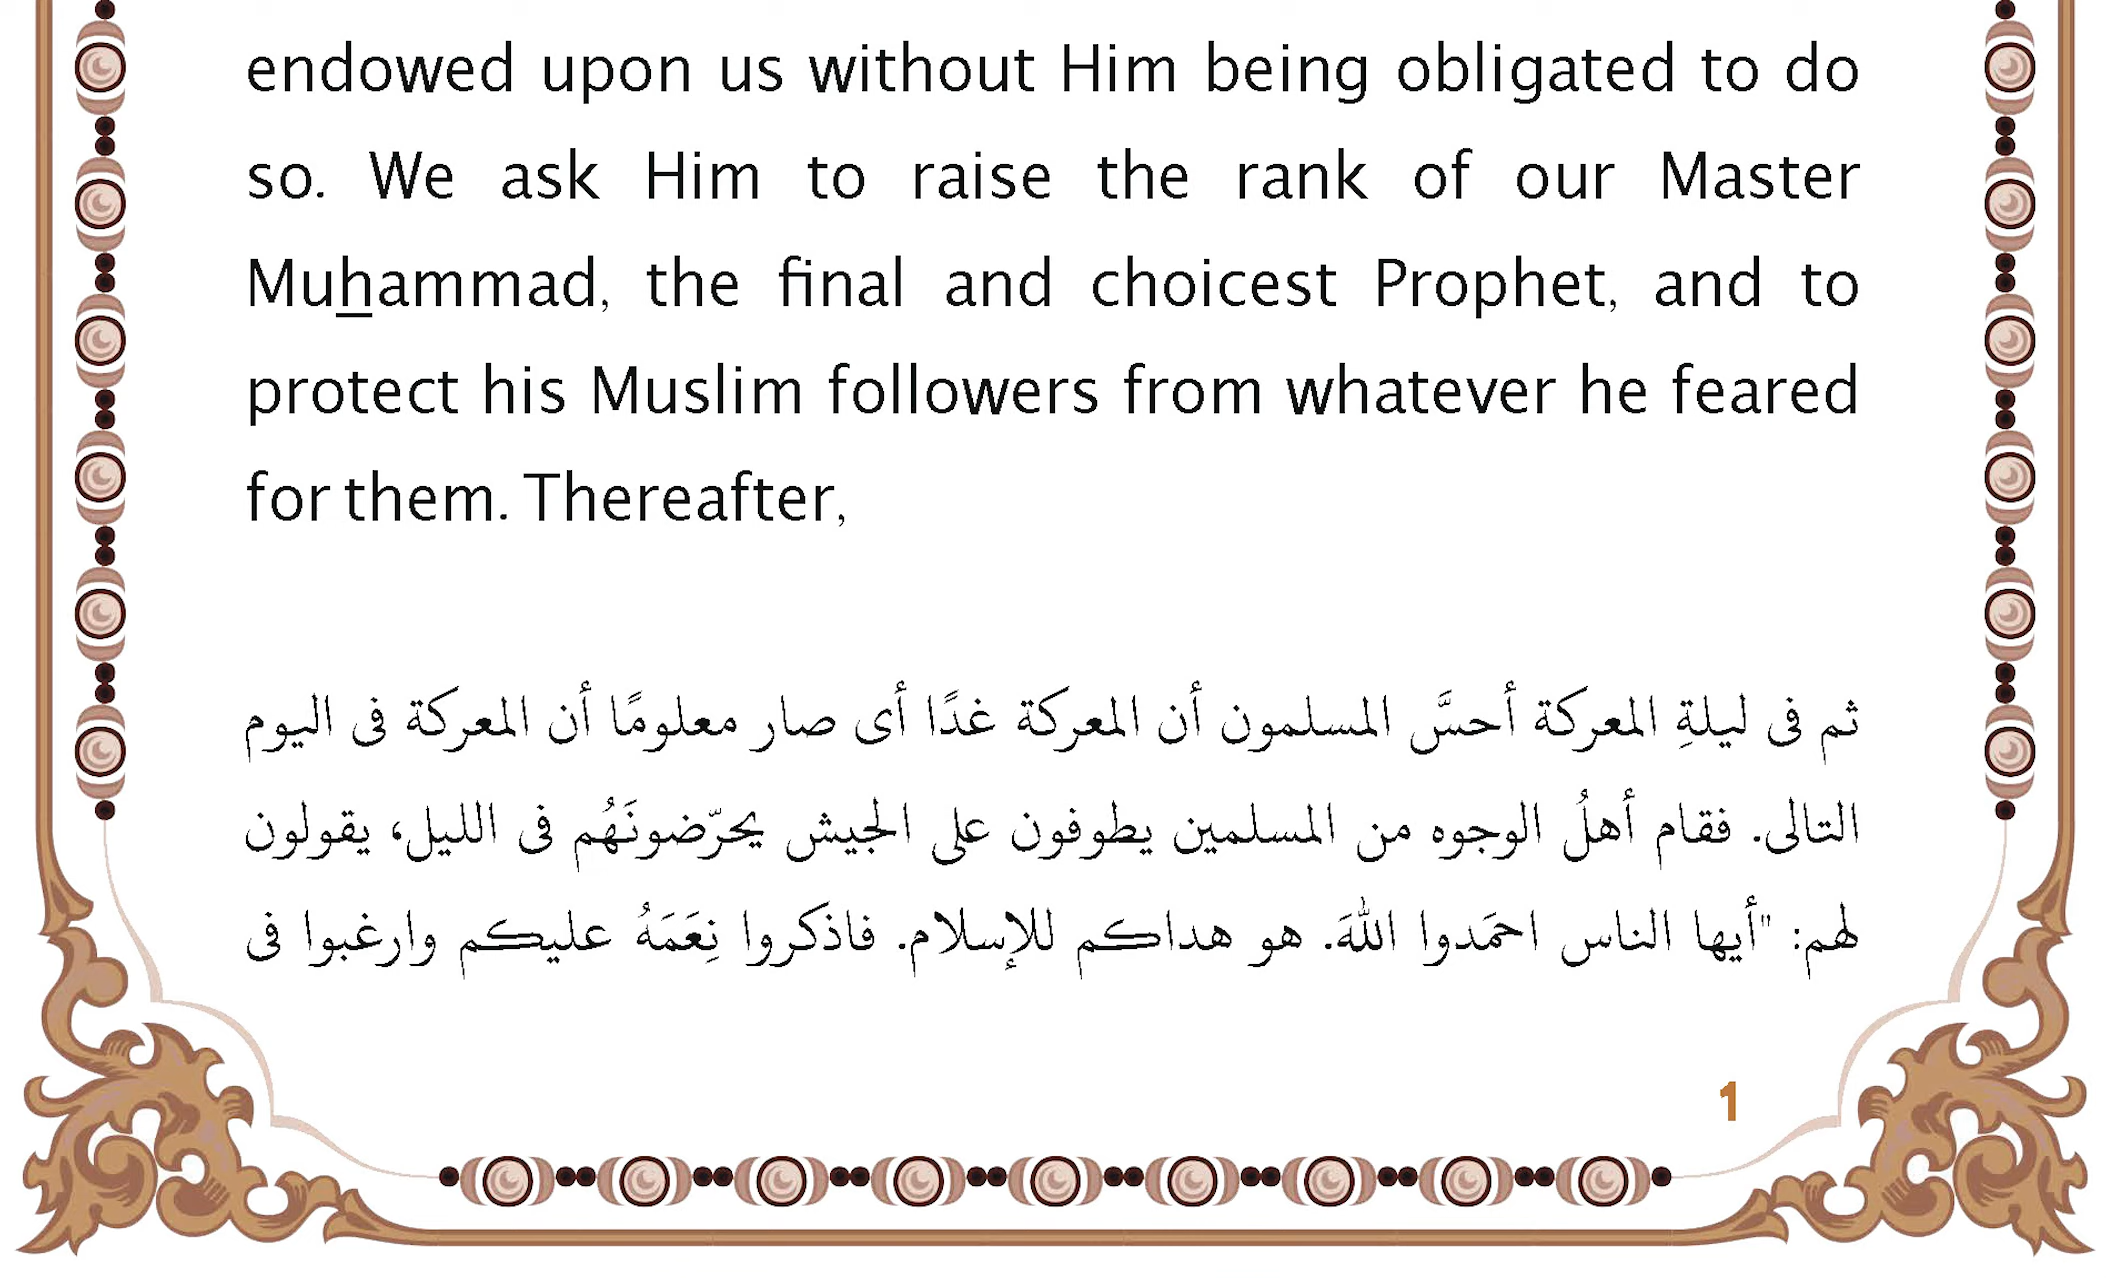 endowed upon us without Him being obligated to do
so. We ask Him to raise the rank of our Master
Muẖammad, the final and choicest Prophet, and to
protect his Muslim followers from whatever he feared
for them. Thereafter,
ثم فى ليلةِ المعركة أحسَّ المسلمون أن المعركة غدًا أى صار معلومًا أن المعركة فى اليوم
التالى. فقام أهلُ الوجوه من المسلمين يطوفون على الجيش يحرّضونَهُم فى الليل، يقولون
لهم: "أيها الناس احمَدوا اللهَ. هو هداكم للإسلام. فاذكروا نِعَمَهُ عليكم وارغبوا فى
1